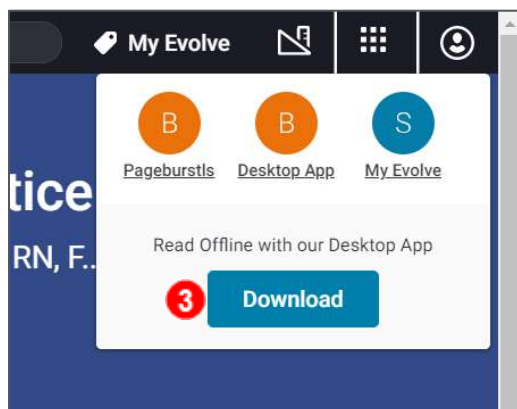 My Evolve
B B S
Pageburstls Desktop App My Evolve
tice
RN, F..
Read Offline with our Desktop App
3 Download